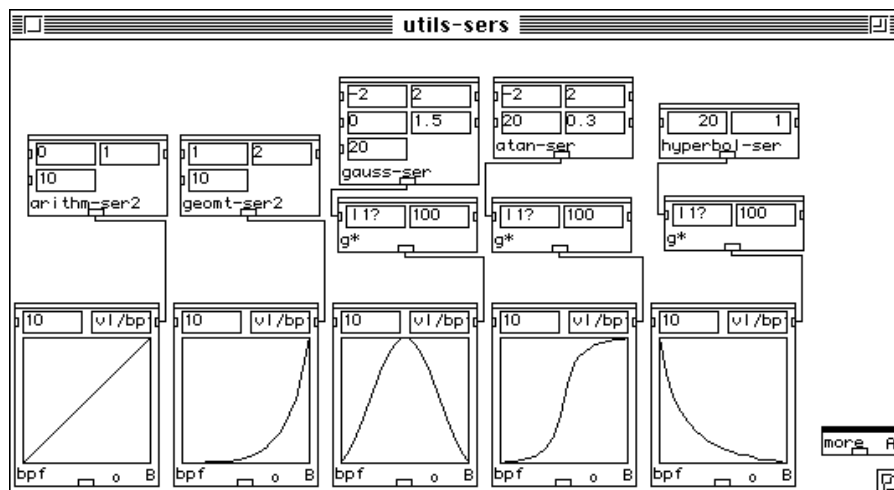 utils-sers
0 1
10
arithm-ser2
1 2
10
geomt-ser2
-2 2
0 1.5
20
gauss-ser
-2 2
20 0.3
atan-ser
20 1
hyperbol-ser
l1? 100
g*
l1? 100
g*
l1? 100
g*
10 vl/bp
bpf o B
10 vl/bp
bpf o B
10 vl/bp
bpf o B
10 vl/bp
bpf o B
10 vl/bp
bpf o B
more A